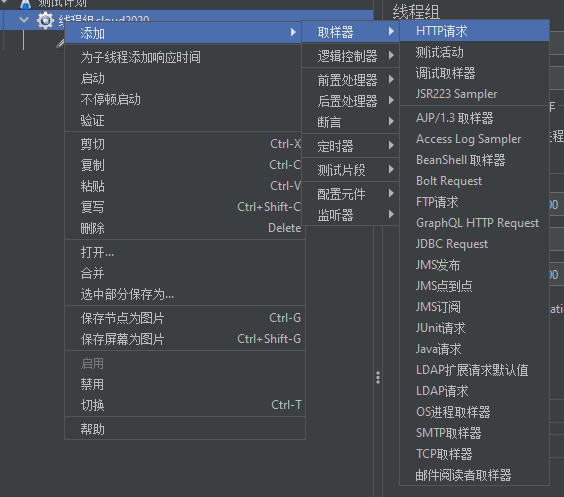 测试计划
线程组cloud2020
线程组
添加
为子线程添加响应时间
启动
不停顿启动
验证
剪切 Ctrl-X
复制 Ctrl-C
粘贴 Ctrl-V
复写 Ctrl+Shift-C
删除 Delete
打开...
合并
选中部分保存为...
保存节点为图片 Ctrl-G
保存屏幕为图片 Ctrl+Shift-G
启用
禁用
切换 Ctrl-T
帮助
取样器
逻辑控制器
前置处理器
后置处理器
断言
定时器
测试片段
配置元件
监听器
HTTP请求
测试活动
调试取样器
JSR223 Sampler
AJP/1.3 取样器
Access Log Sampler
BeanShell 取样器
Bolt Request
FTP请求
GraphQL HTTP Request
JDBC Request
JMS发布
JMS点到点
JMS订阅
JUnit请求
Java请求
LDAP扩展请求默认值
LDAP请求
OS进程取样器
SMTP取样器
TCP取样器
邮件阅读者取样器